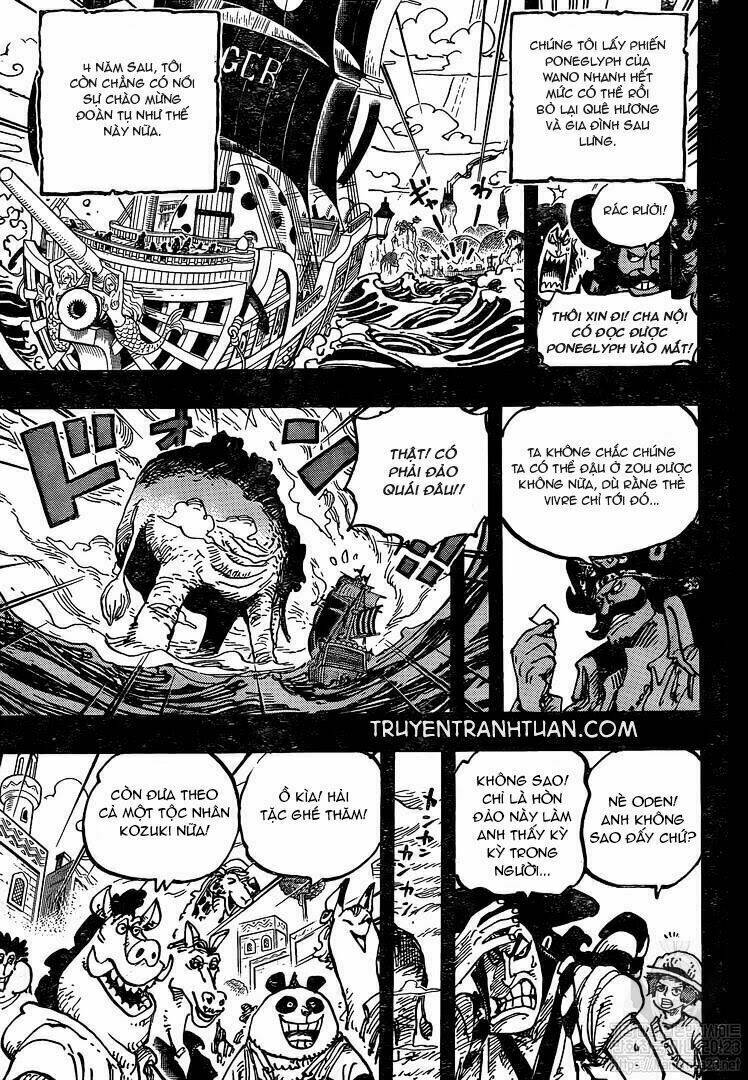 CHÚNG TÔI LẤY PHIẾN
PONEGLYPH CỦA
WANO NHANH HẾT
MỨC CÓ THỂ RỒI
BỎ LẠI QUÊ HƯƠNG
VÀ GIA ĐÌNH SAU
LƯNG.
4 NĂM SAU, TÔI
CÒN CHẲNG CÓ NỔI
SỰ CHÀO MỪNG
ĐOÀN TỤ NHƯ THẾ
NÀY NỮA.
GER
RÁC RƯỞI!
THÔI XIN ĐI! CHA NỘI
CÓ ĐỌC ĐƯỢC
PONEGLYPH VÀO MẮT!
TA KHÔNG CHẮC CHÚNG
TA CÓ THỂ ĐẬU Ở ZOU ĐƯỢC
KHÔNG NỮA, DÙ RẰNG THẺ
VIVRE CHỈ TỚI ĐÓ...
THẬT! CÓ
PHẢI ĐẢO
QUÁI ĐÂU!!
ドォン
TRUYENTRANHTUAN.COM
NÈ ODEN!
ANH KHÔNG
SAO ĐẤY CHỨ?
KHÔNG SAO!
CHỈ LÀ HÒN
ĐẢO NÀY LÀM
ANH THẤY KỲ
KỲ TRONG
NGƯỜI...
Ồ KÌA! HẢI
TẶC GHÉ THĂM!
CÒN ĐƯA THEO
CẢ MỘT TỘC NHÂN
KOZUKI NỮA!